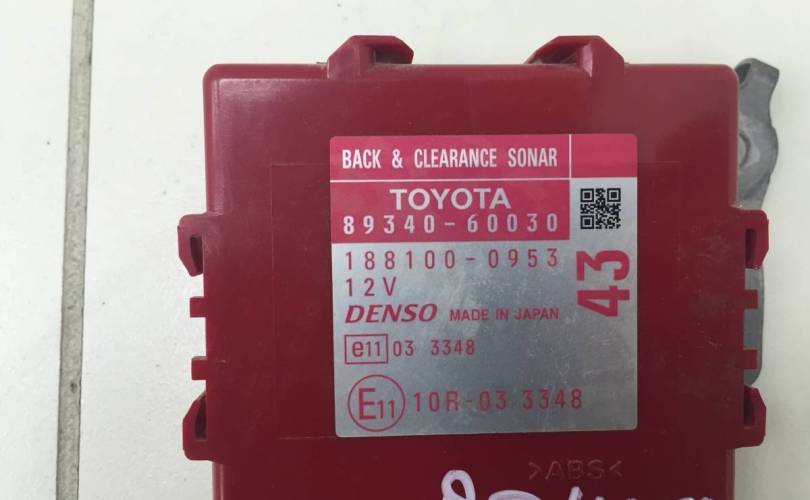 BACK & CLEARANCE SONAR
TOYOTA
89340-60030
188100-0953
12V
43
DENSO MADE IN JAPAN
e11 03 3348
E11 10R-03 3348
>ABS<